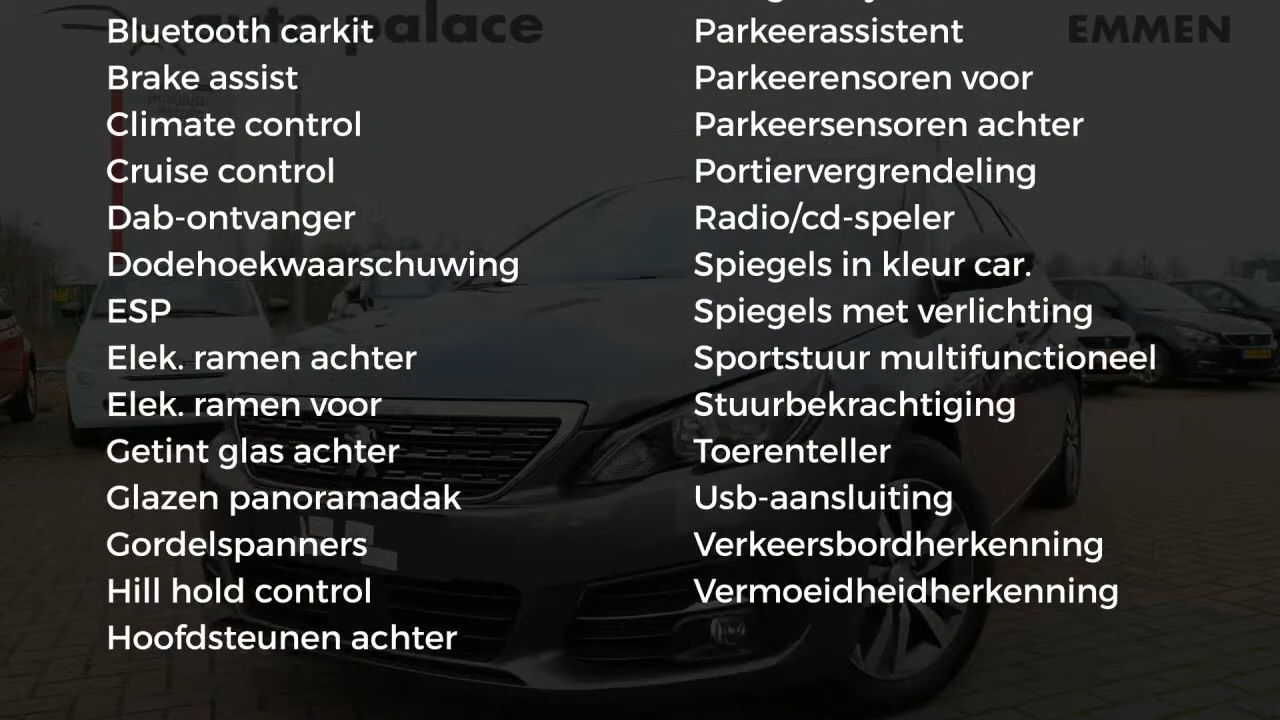 auto palace
EMMEN
Bluetooth carkit
Brake assist
Climate control
Cruise control
Dab-ontvanger
Dodehoekwaarschuwing
ESP
Elek. ramen achter
Elek. ramen voor
Getint glas achter
Glazen panoramadak
Gordelspanners
Hill hold control
Hoofdsteunen achter
Parkeerassistent
Parkeerensoren voor
Parkeersensoren achter
Portiervergrendeling
Radio/cd-speler
Spiegels in kleur car.
Spiegels met verlichting
Sportstuur multifunctioneel
Stuurbekrachtiging
Toerenteller
Usb-aansluiting
Verkeersbordherkenning
Vermoeidheidherkenning